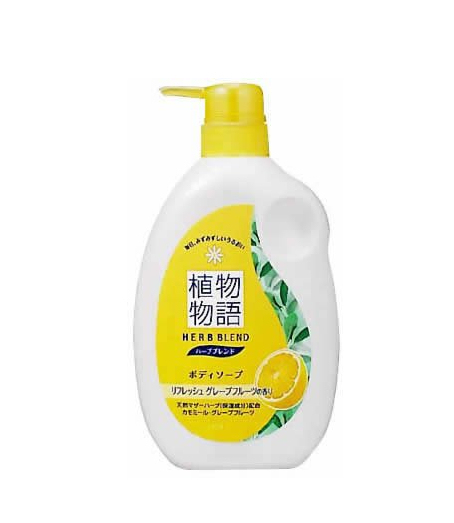 毎日、みずみずしいうるおい
植物
物語
HERB BLEND
ハーブブレンド
ボディソープ
リフレッシュ グレープフルーツの香り
天然マザーハーブ(保湿成分)配合
カモミール・グレープフルーツ